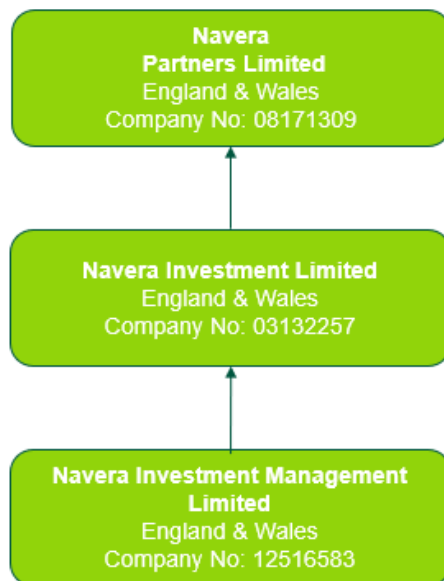 Navera
Partners Limited
England & Wales
Company No: 08171309
Navera Investment Limited
England & Wales
Company No: 03132257
Navera Investment Management
Limited
England & Wales
Company No: 12516583